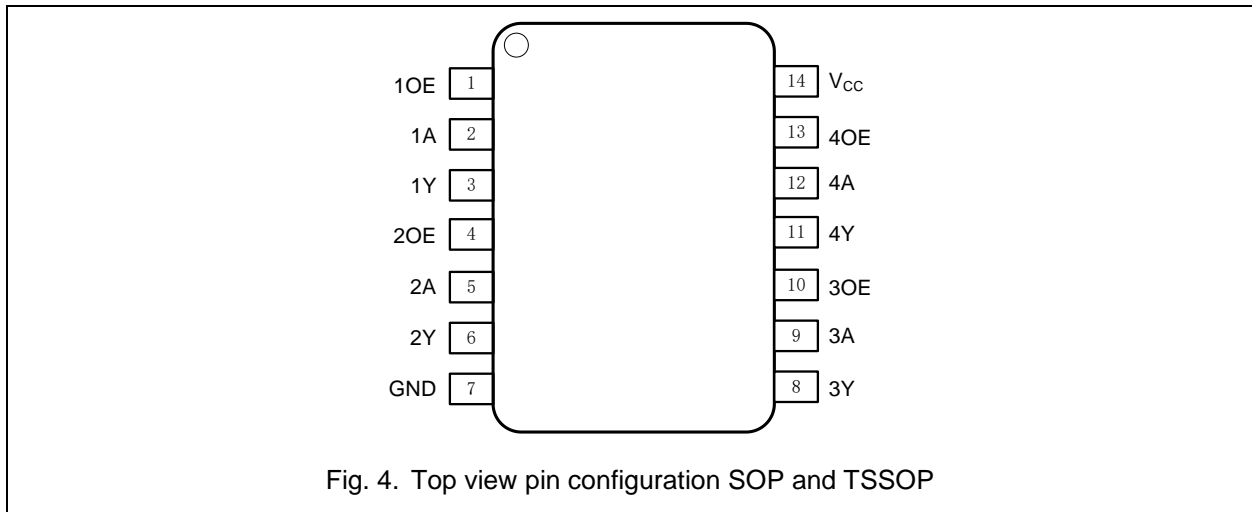 1OE 1 14 VCC
1A 2 13 4OE
1Y 3 12 4A
2OE 4 11 4Y
2A 5 10 3OE
2Y 6 9 3A
GND 7 8 3Y
Fig. 4. Top view pin configuration SOP and TSSOP